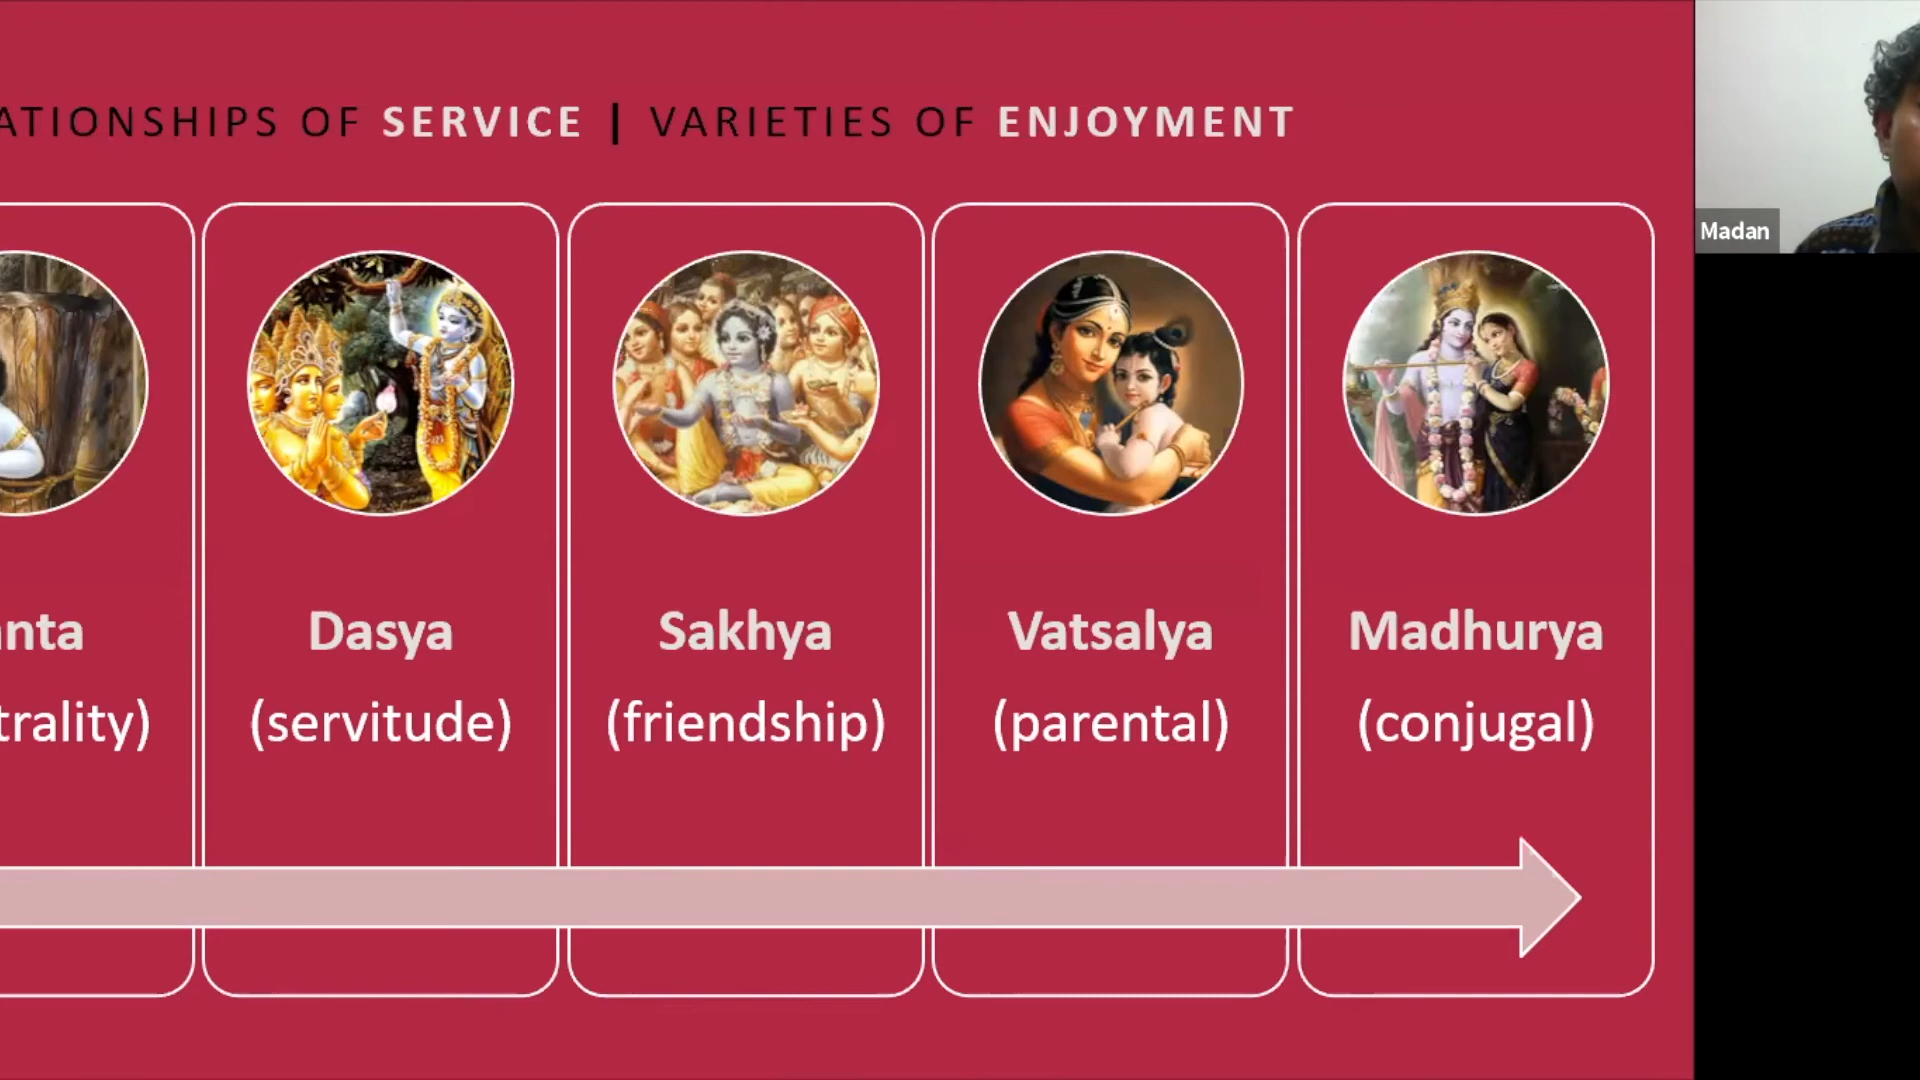 ATIONSHIPS OF SERVICE | VARIETIES OF ENJOYMENT
Madan
nta
Dasya
Sakhya
Vatsalya
Madhurya
trality)
(servitude)
(friendship)
(parental)
(conjugal)